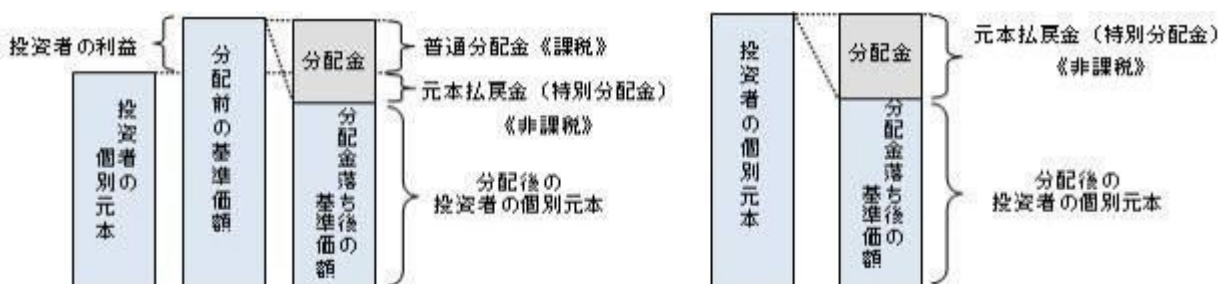 投資者の利益
投資者の
個別元本
分配前の基準価額
分配金
分配金落ち後の
基準価額
普通分配金《課税》
元本払戻金（特別分配金）
《非課税》
分配後の
投資者の個別元本
投資者の個別元本
分配金
分配金落ち後の
基準価額
元本払戻金（特別分配金）
《非課税》
分配後の
投資者の個別元本